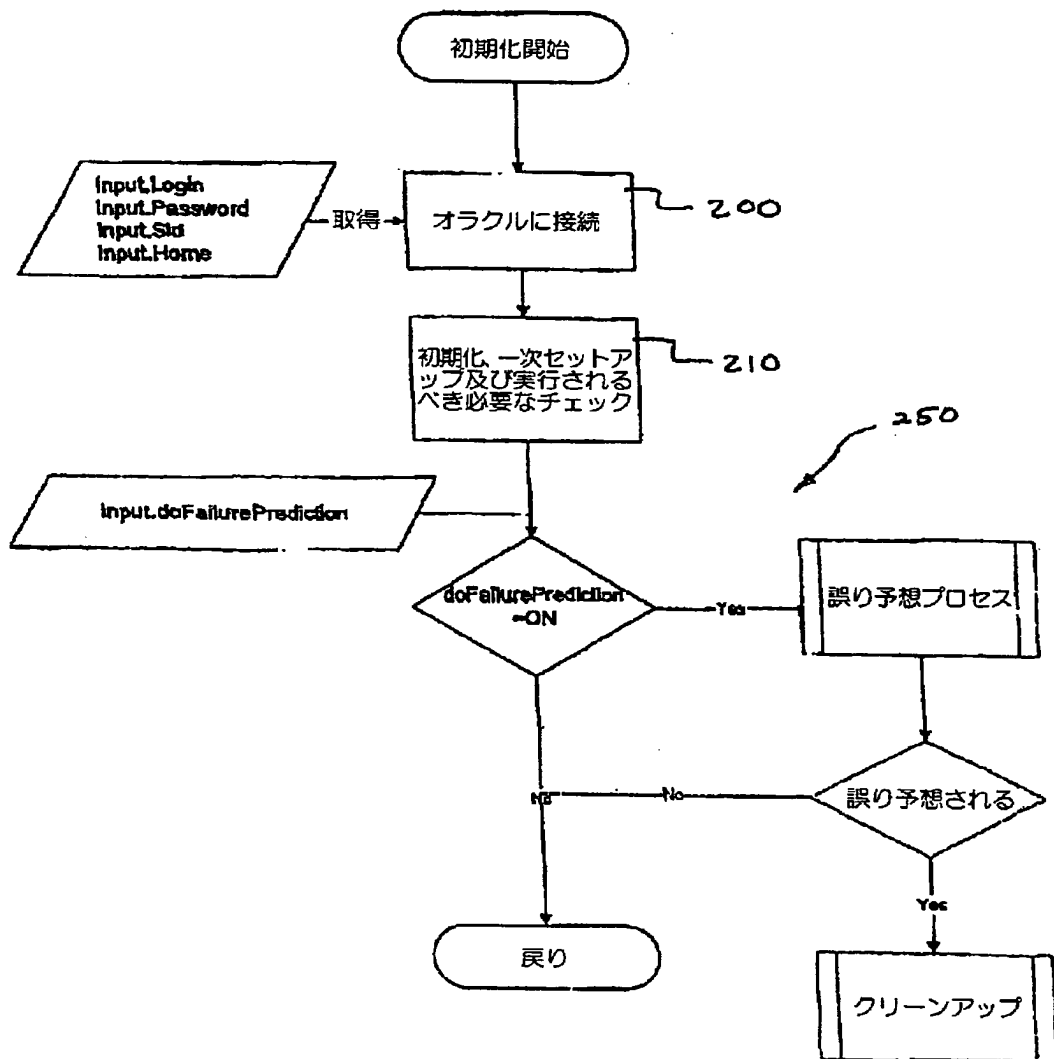 初期化開始
Input.Login
Input.Password
Input.Sid
Input.Home
取得
オラクルに接続
200
初期化、一次セットア
ップ及び実行される
べき必要なチェック
210
250
Input.doFailurePrediction
doFailurePrediction
=ON
Yes
誤り予想プロセス
No
No
誤り予想される
Yes
戻り
クリーンアップ